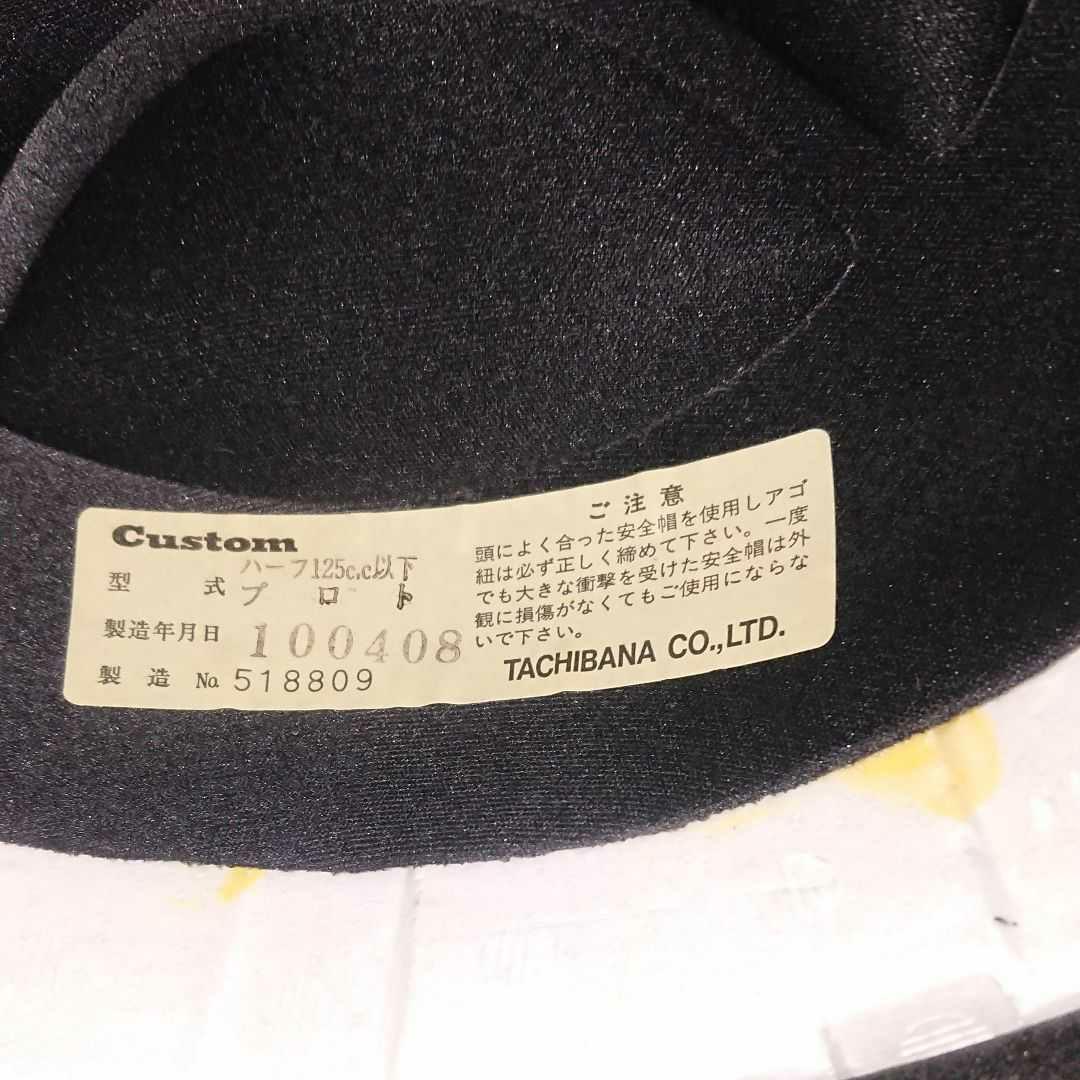 Custom
ハーフ125c.c以下
型式 プロト
製造年月日 100408
製造 No. 518809
ご注意
頭によく合った安全帽を使用しアゴ
紐は必ず正しく締めて下さい。一度
でも大きな衝撃を受けた安全帽は外
観に損傷がなくてもご使用にならな
いで下さい。
TACHIBANA CO.,LTD.